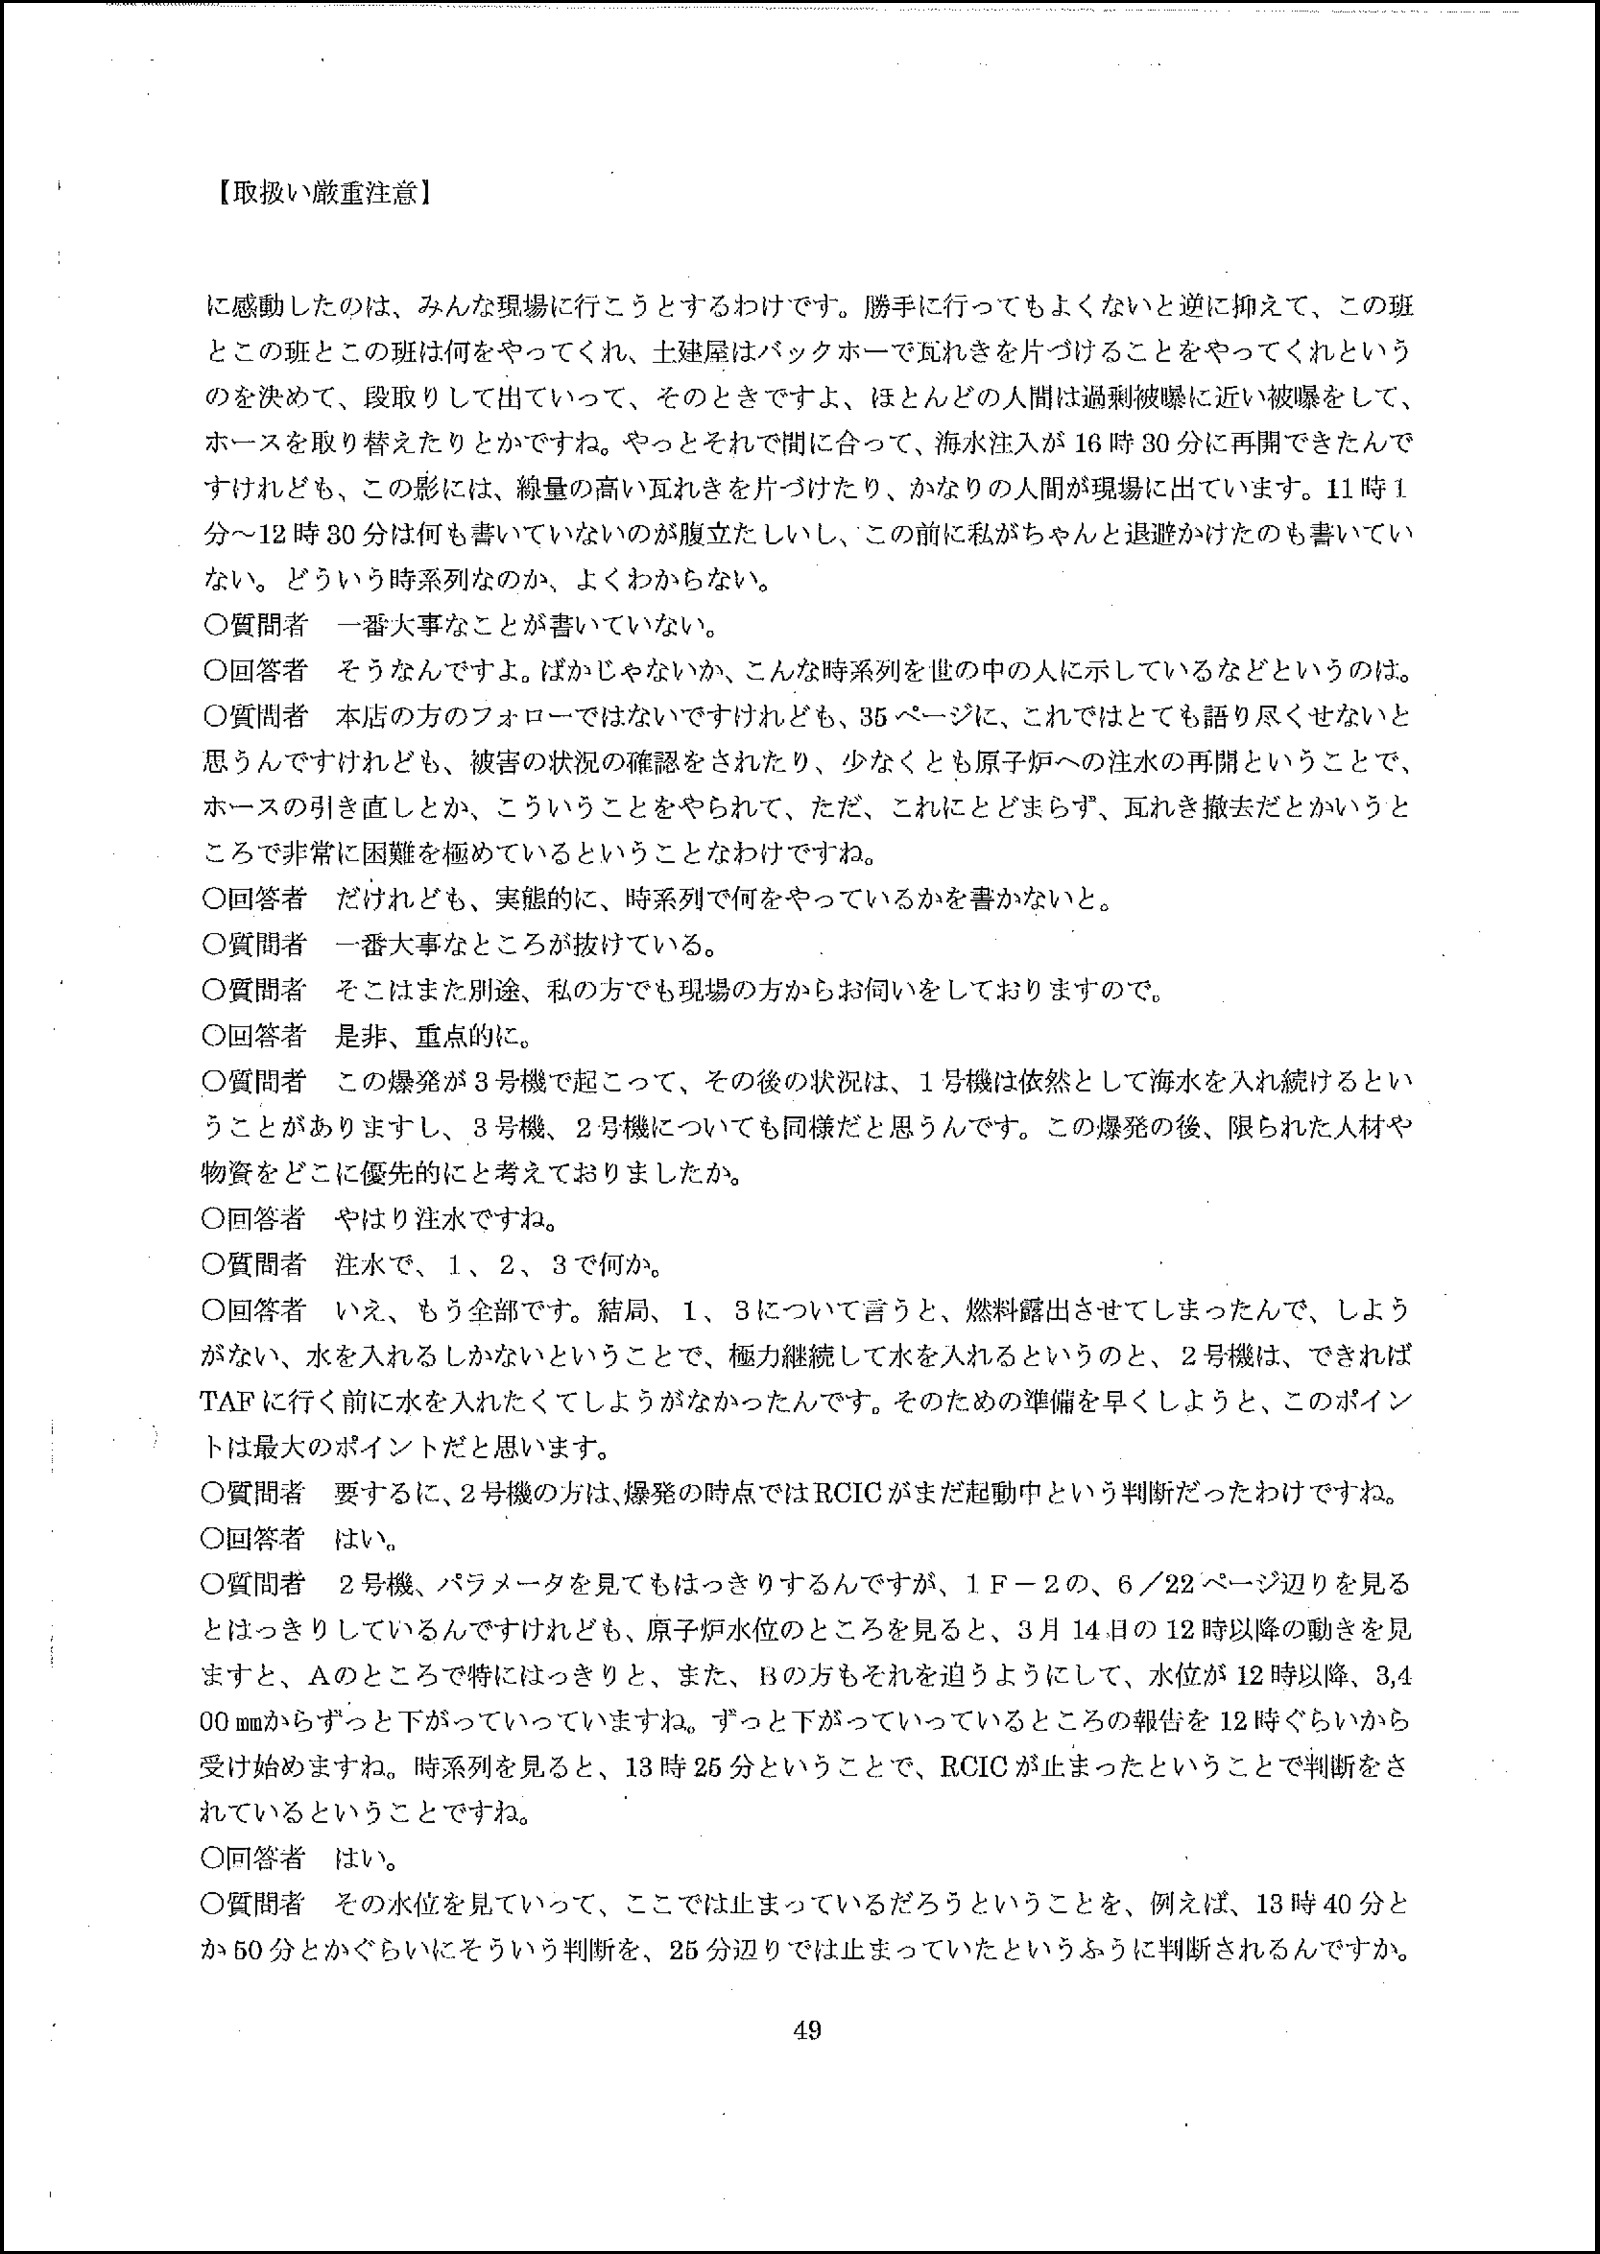 【取扱い厳重注意】
に感動したのは、みんな現場に行こうとするわけです。勝手に行ってもよくないと逆に抑えて、この班
とこの班とこの班は何をやってくれ、土建屋はバックホーで瓦れきを片づけることをやってくれという
のを決めて、段取りして出ていって、そのときですよ、ほとんどの人間は過剰被曝に近い被曝をして、
ホースを取り替えたりとかですね。やっとそれで間に合って、海水注入が 16 時 30 分に再開できたんで
すけれども、この影には、線量の高い瓦れきを片づけたり、かなりの人間が現場に出ています。11 時 1
分～12 時 30 分は何も書いていないのが腹立たしいし、この前に私がちゃんと退避かけたのも書いてい
ない。どういう時系列なのか、よくわからない。
○質問者　一番大事なことが書いていない。
○回答者　そうなんですよ。ばかじゃないか、こんな時系列を世の中の人に示しているなどというのは。
○質問者　本店の方のフォローではないですけれども、35 ページに、これではとても語り尽くせないと
思うんですけれども、被害の状況の確認をされたり、少なくとも原子炉への注水の再開ということで、
ホースの引き直しとか、こういうことをやられて、ただ、これにとどまらず、瓦れき撤去だとかいうと
ころで非常に困難を極めているということなわけですね。
○回答者　だけれども、実態的に、時系列で何をやっているかを書かないと。
○質問者　一番大事なところが抜けている。
○質問者　そこはまた別途、私の方でも現場の方からお伺いをしておりますので。
○回答者　是非、重点的に。
○質問者　この爆発が３号機で起こって、その後の状況は、１号機は依然として海水を入れ続けるとい
うことがありますし、３号機、２号機についても同様だと思うんです。この爆発の後、限られた人材や
物資をどこに優先的にと考えておりましたか。
○回答者　やはり注水ですね。
○質問者　注水で、１、２、３で何か。
○回答者　いえ、もう全部です。結局、１、３について言うと、燃料露出させてしまったんで、しよう
がない、水を入れるしかないということで、極力継続して水を入れるというのと、２号機は、できれば
TAF に行く前に水を入れたくてしようがなかったんです。そのための準備を早くしようと、このポイン
トは最大のポイントだと思います。
○質問者　要するに、２号機の方は、爆発の時点では RCIC がまだ起動中という判断だったわけですね。
○回答者　はい。
○質問者　２号機、パラメータを見てもはっきりするんですが、１Ｆ－２の、６／22 ページ辺りを見る
とはっきりしているんですけれども、原子炉水位のところを見ると、３月 14 日の 12 時以降の動きを見
ますと、Ａのところで特にはっきりと、また、Ｂの方もそれを追うようにして、水位が 12 時以降、3,4
00 ㎜からずっと下がっていっていますね。ずっと下がっていっているところの報告を 12 時ぐらいから
受け始めますね。時系列を見ると、13 時 25 分ということで、RCIC が止まったということで判断をさ
れているということですね。
○回答者　はい。
○質問者　その水位を見ていって、ここでは止まっているだろうということを、例えば、13 時 40 分と
か 50 分とかぐらいにそういう判断を、25 分辺りでは止まっていたというふうに判断されるんですか。
49